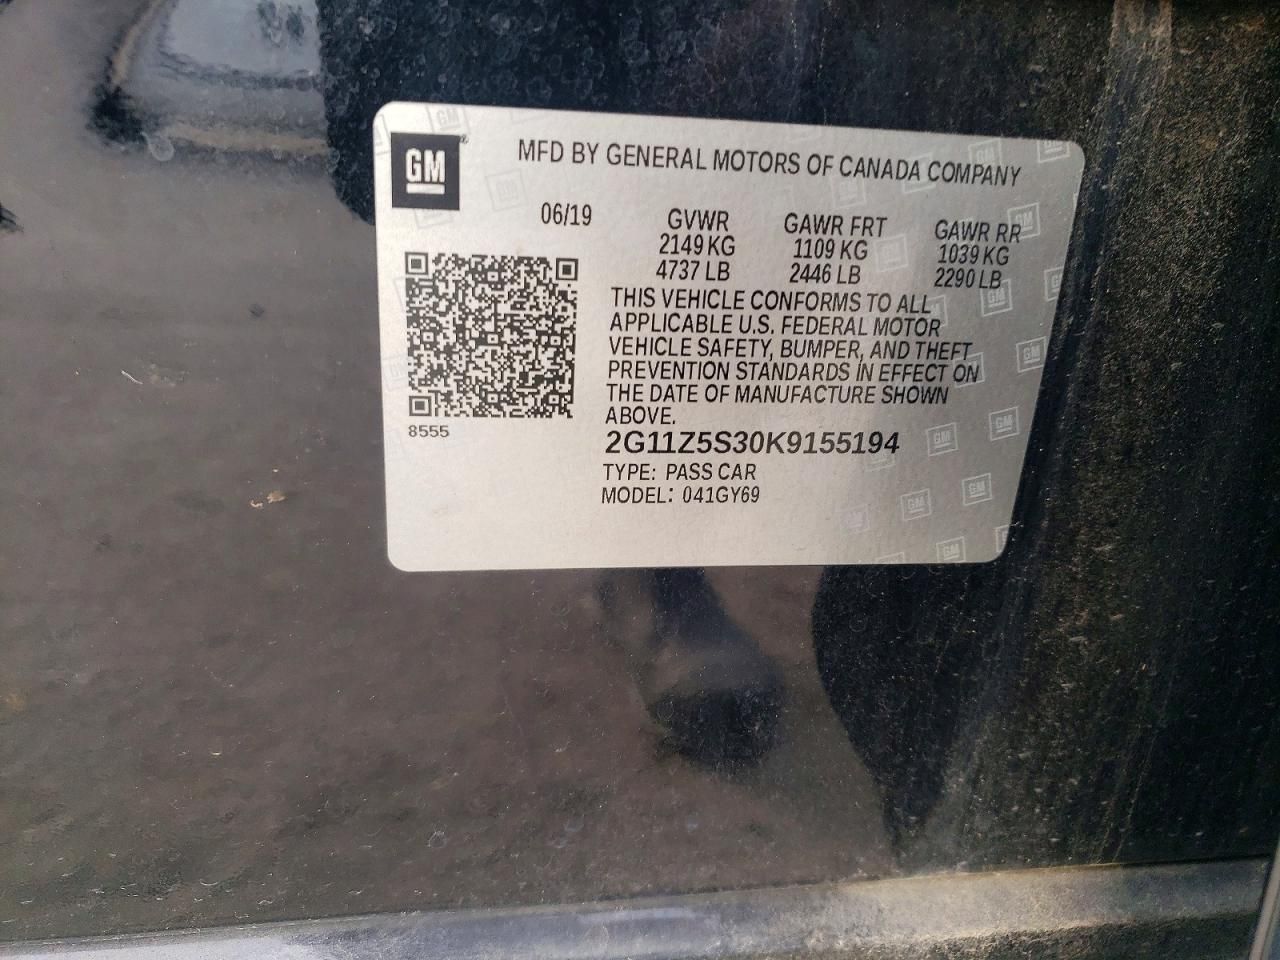 GM
MFD BY GENERAL MOTORS OF CANADA COMPANY
06/19
GVWR GAWR FRT GAWR RR
2149 KG 1109 KG 1039 KG
4737 LB 2446 LB 2290 LB
THIS VEHICLE CONFORMS TO ALL
APPLICABLE U.S. FEDERAL MOTOR
VEHICLE SAFETY, BUMPER, AND THEFT
PREVENTION STANDARDS IN EFFECT ON
THE DATE OF MANUFACTURE SHOWN
ABOVE.
8555
2G11Z5S30K9155194
TYPE: PASS CAR
MODEL: 041GY69